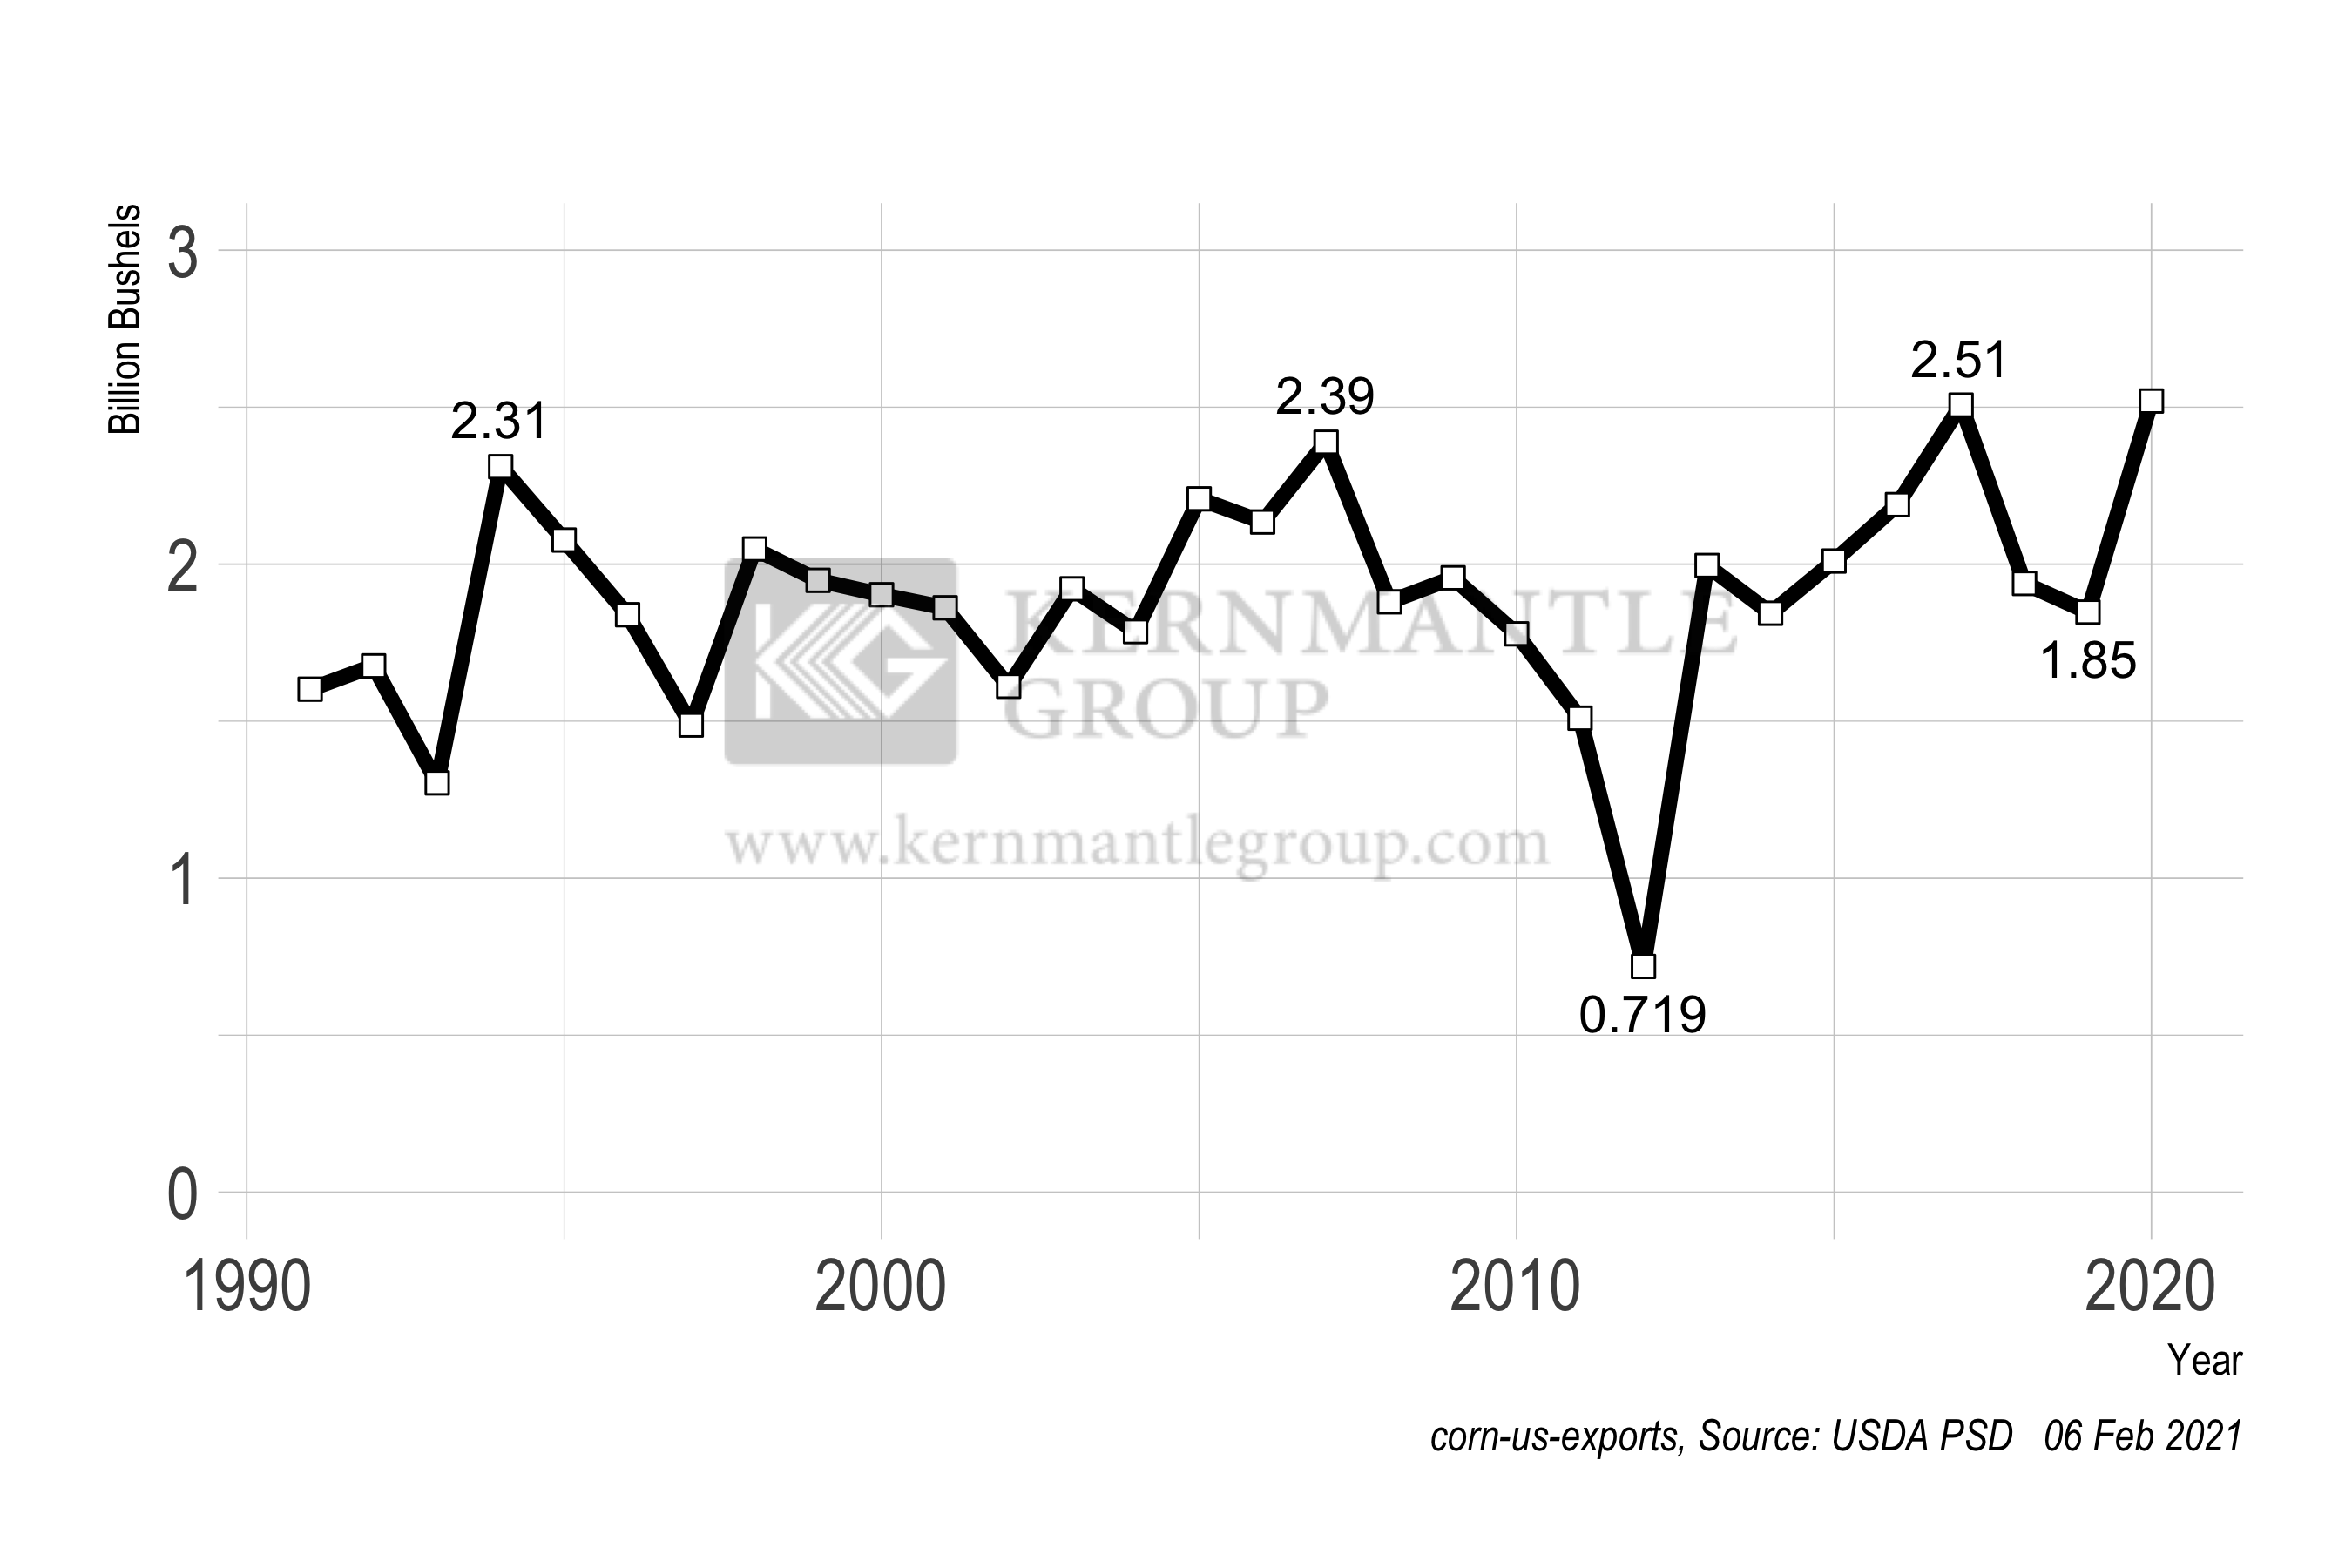 Billion Bushels
3
2
1
0
2.31
2.39
2.51
1.85
0.719
KG KERNMANTLE
GROUP
www.kernmantlegroup.com
1990 2000 2010 2020
Year
corn-us-exports, Source: USDA PSD 06 Feb 2021